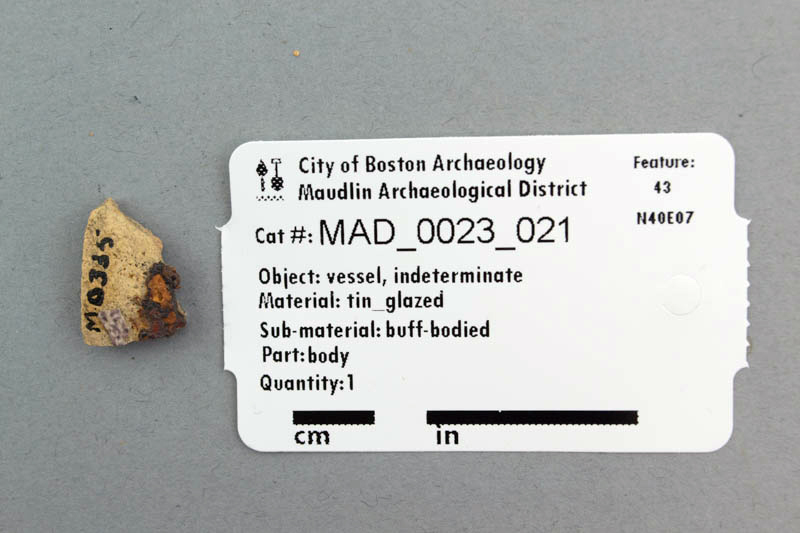 M0335
City of Boston Archaeology
Maudlin Archaeological District
Cat #: MAD_0023_021
Feature:
43
N40E07
Object: vessel, indeterminate
Material: tin_glazed
Sub-material: buff-bodied
Part: body
Quantity: 1
cm
in